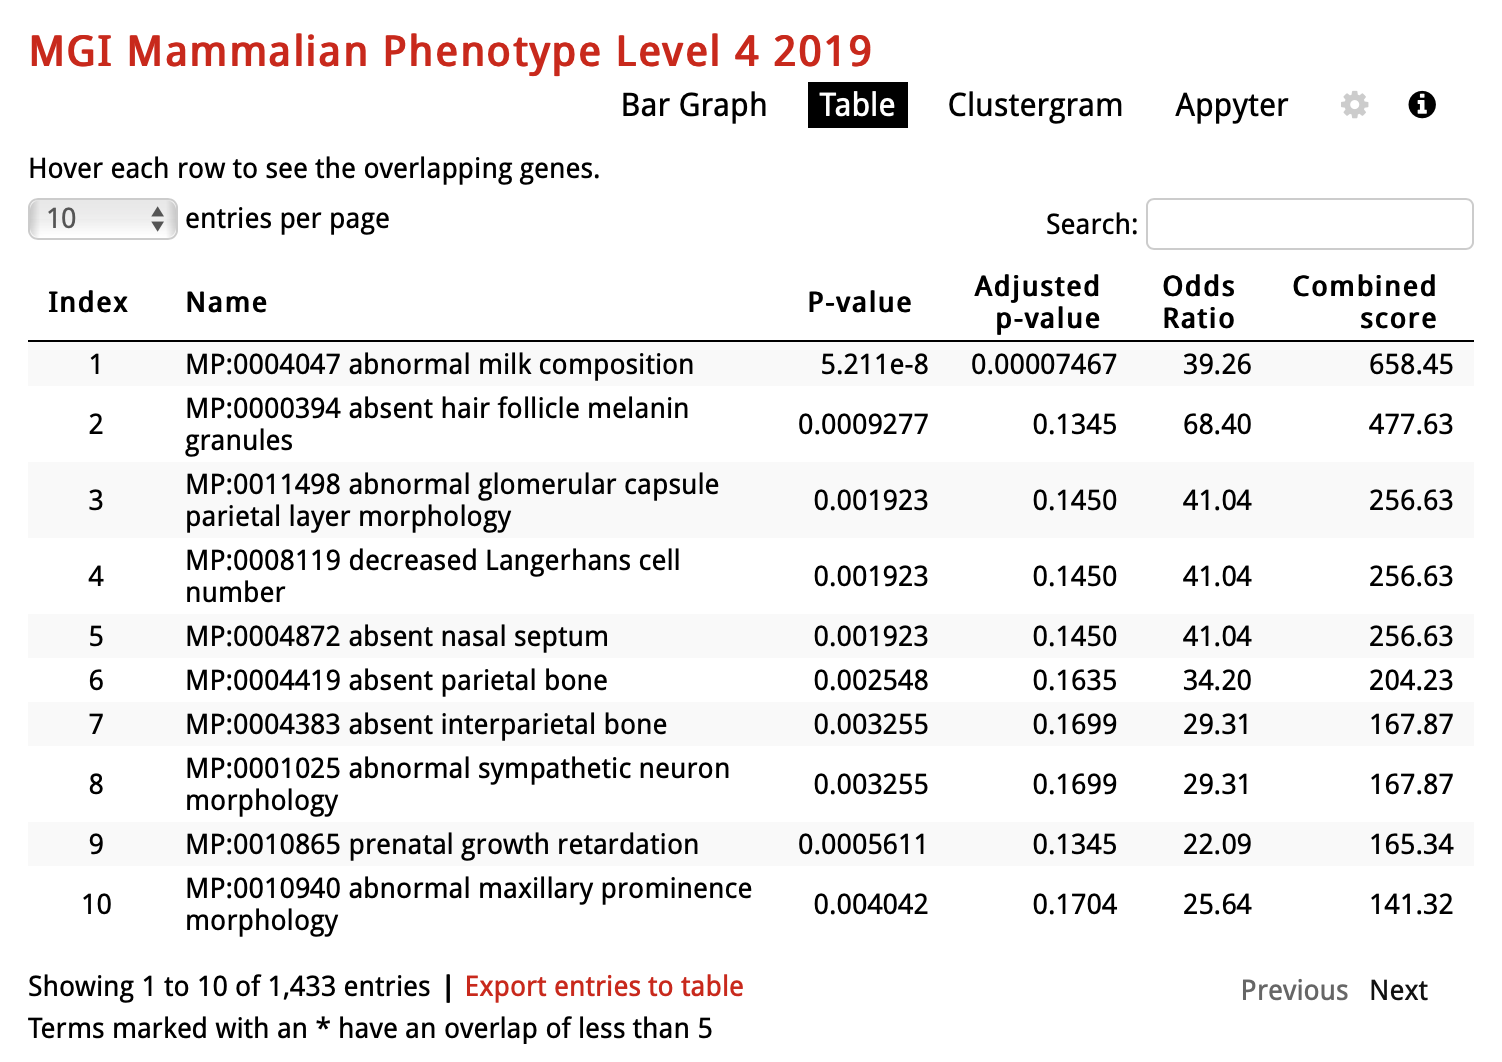 MGI Mammalian Phenotype Level 4 2019
Bar Graph Table Clustergram Appyter
Hover each row to see the overlapping genes.
10 entries per page Search:
Index Name P-value Adjusted p-value Odds Ratio Combined score
1 MP:0004047 abnormal milk composition 5.211e-8 0.00007467 39.26 658.45
2 MP:0000394 absent hair follicle melanin granules 0.0009277 0.1345 68.40 477.63
3 MP:0011498 abnormal glomerular capsule parietal layer morphology 0.001923 0.1450 41.04 256.63
4 MP:0008119 decreased Langerhans cell number 0.001923 0.1450 41.04 256.63
5 MP:0004872 absent nasal septum 0.001923 0.1450 41.04 256.63
6 MP:0004419 absent parietal bone 0.002548 0.1635 34.20 204.23
7 MP:0004383 absent interparietal bone 0.003255 0.1699 29.31 167.87
8 MP:0001025 abnormal sympathetic neuron morphology 0.003255 0.1699 29.31 167.87
9 MP:0010865 prenatal growth retardation 0.0005611 0.1345 22.09 165.34
10 MP:0010940 abnormal maxillary prominence morphology 0.004042 0.1704 25.64 141.32
Showing 1 to 10 of 1,433 entries | Export entries to table Previous Next
Terms marked with an * have an overlap of less than 5